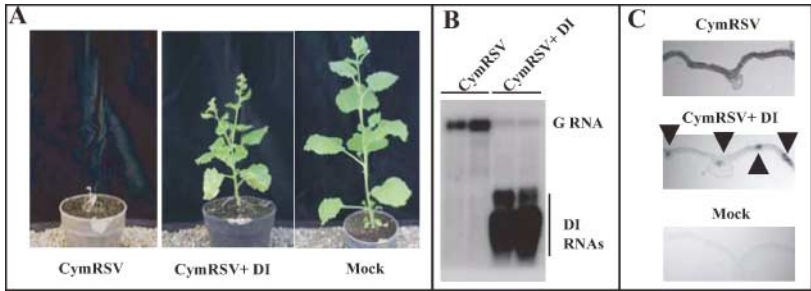 A
CymRSV
CymRSV+ DI
Mock
B
CymRSV
CymRSV+ DI
G RNA
DI
RNAs
C
CymRSV
CymRSV+ DI
Mock